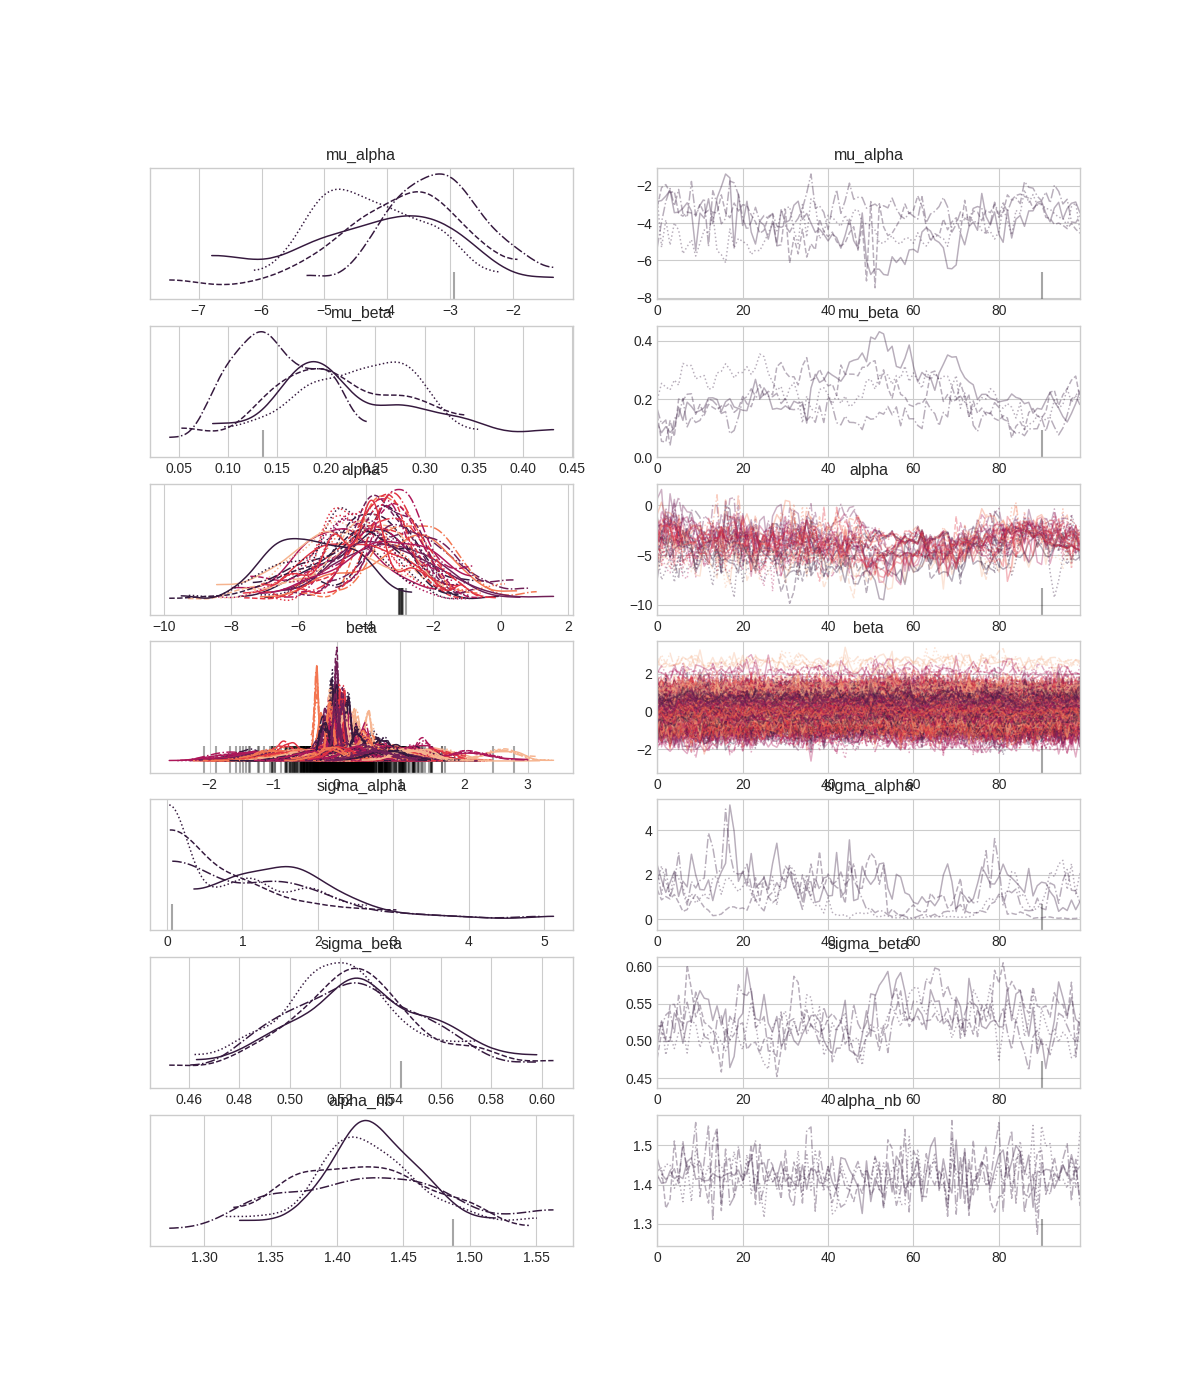 mu_alpha
mu_alpha
−7 −6 −5 −4 −3 −2
−2
−4
−6
−8
0 20 40 60 80
mu_beta
mu_beta
0.05 0.10 0.15 0.20 0.25 0.30 0.35 0.40 0.45
0.4
0.2
0.0
0 20 40 60 80
alpha
alpha
−10 −8 −6 −4 −2 0 2
0
−5
−10
0 20 40 60 80
beta
beta
−2 −1 0 1 2 3
2
0
−2
0 20 40 60 80
sigma_alpha
sigma_alpha
0 1 2 3 4 5
4
2
0
0 20 40 60 80
sigma_beta
sigma_beta
0.46 0.48 0.50 0.52 0.54 0.56 0.58 0.60
0.60
0.55
0.50
0.45
0 20 40 60 80
alpha_nb
alpha_nb
1.30 1.35 1.40 1.45 1.50 1.55
1.5
1.4
1.3
0 20 40 60 80